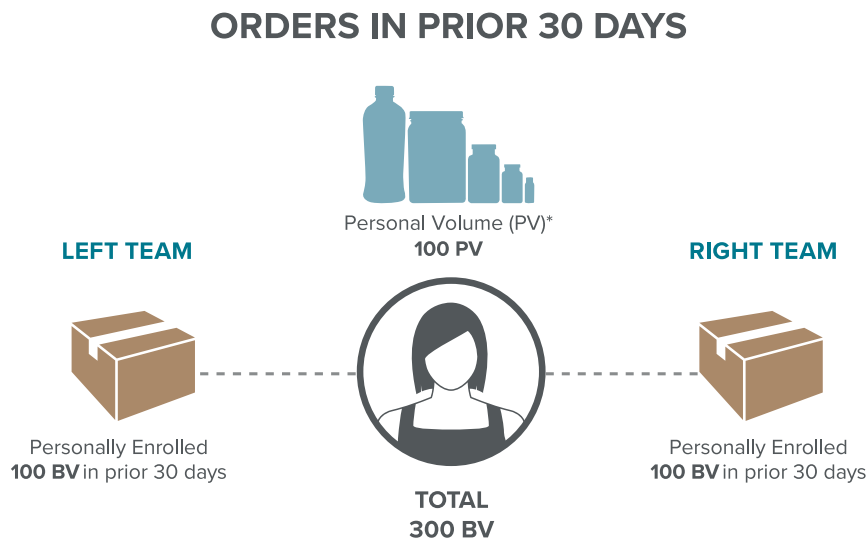 ORDERS IN PRIOR 30 DAYS
Personal Volume (PV)*
100 PV
LEFT TEAM
RIGHT TEAM
Personally Enrolled
100 BV in prior 30 days
Personally Enrolled
100 BV in prior 30 days
TOTAL
300 BV